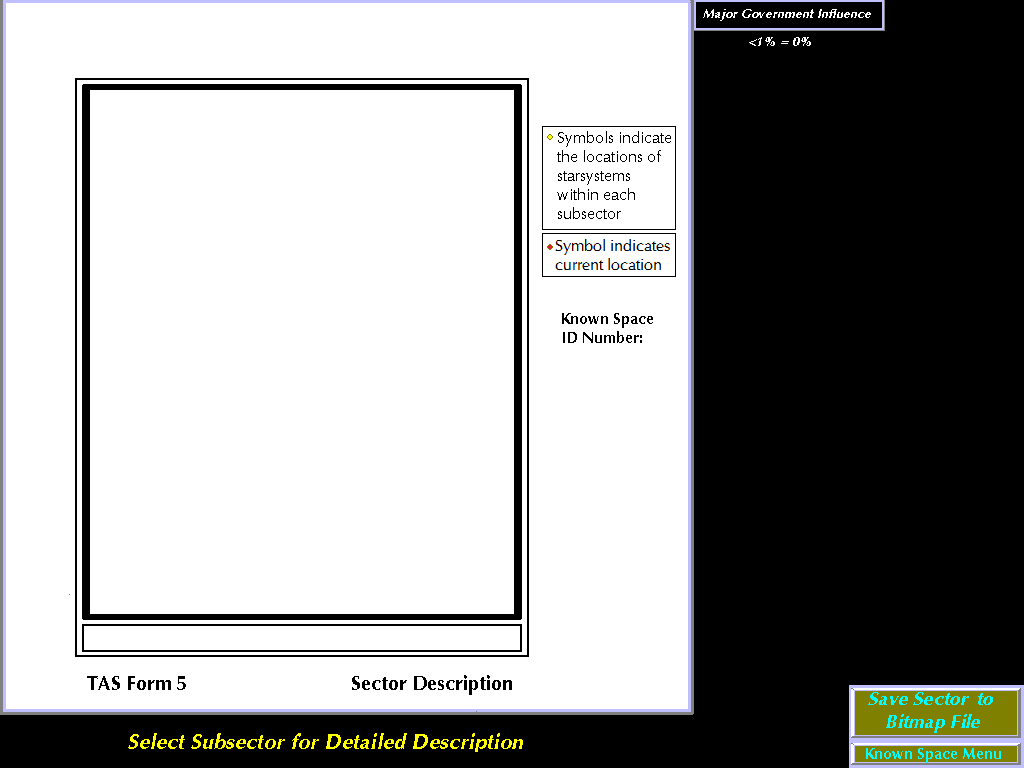 Major Government Influence
<1% = 0%
Symbols indicate
the locations of
starsystems
within each
subsector
Symbol indicates
current location
Known Space
ID Number:
TAS Form 5
Sector Description
Select Subsector for Detailed Description
Save Sector to
Bitmap File
Known Space Menu